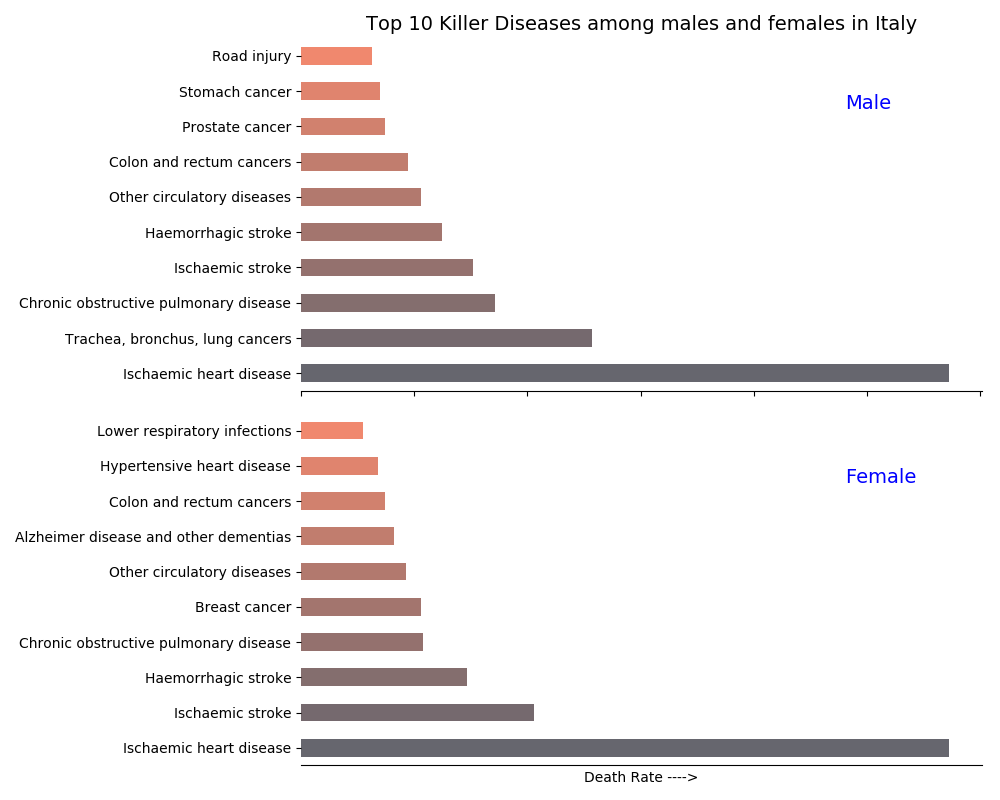 Top 10 Killer Diseases among males and females in Italy
Road injury
Stomach cancer
Male
Prostate cancer
Colon and rectum cancers
Other circulatory diseases
Haemorrhagic stroke
Ischaemic stroke
Chronic obstructive pulmonary disease
Trachea, bronchus, lung cancers
Ischaemic heart disease
Lower respiratory infections
Hypertensive heart disease
Female
Colon and rectum cancers
Alzheimer disease and other dementias
Other circulatory diseases
Breast cancer
Chronic obstructive pulmonary disease
Haemorrhagic stroke
Ischaemic stroke
Ischaemic heart disease
Death Rate ---->